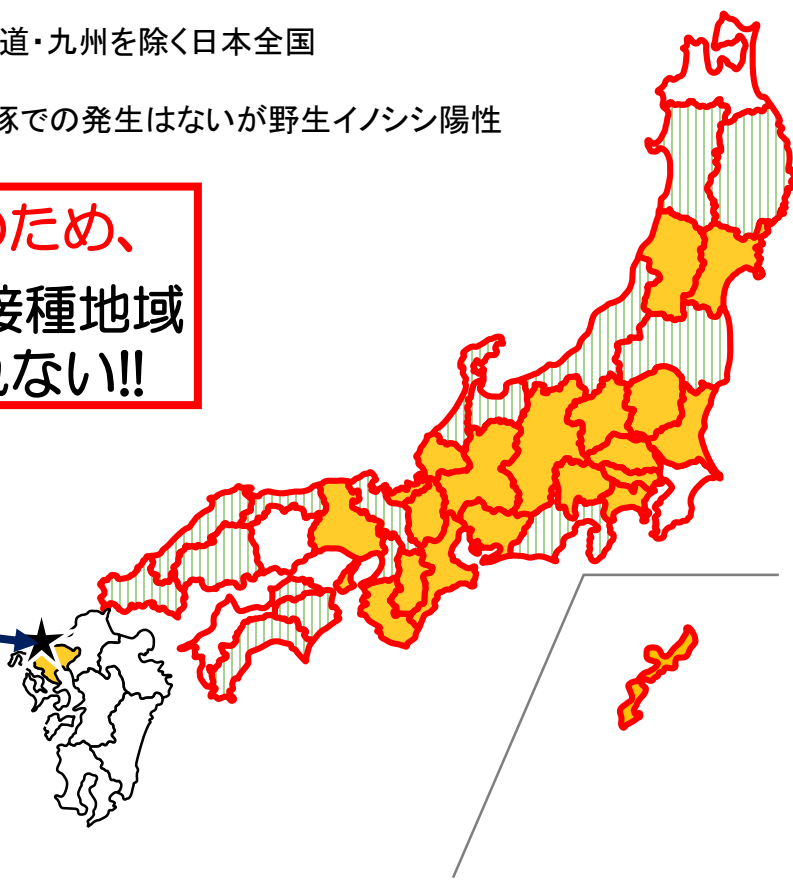 道・九州を除く日本全国
豚での発生はないが野生イノシシ陽性
のため、
接種地域
れない!!